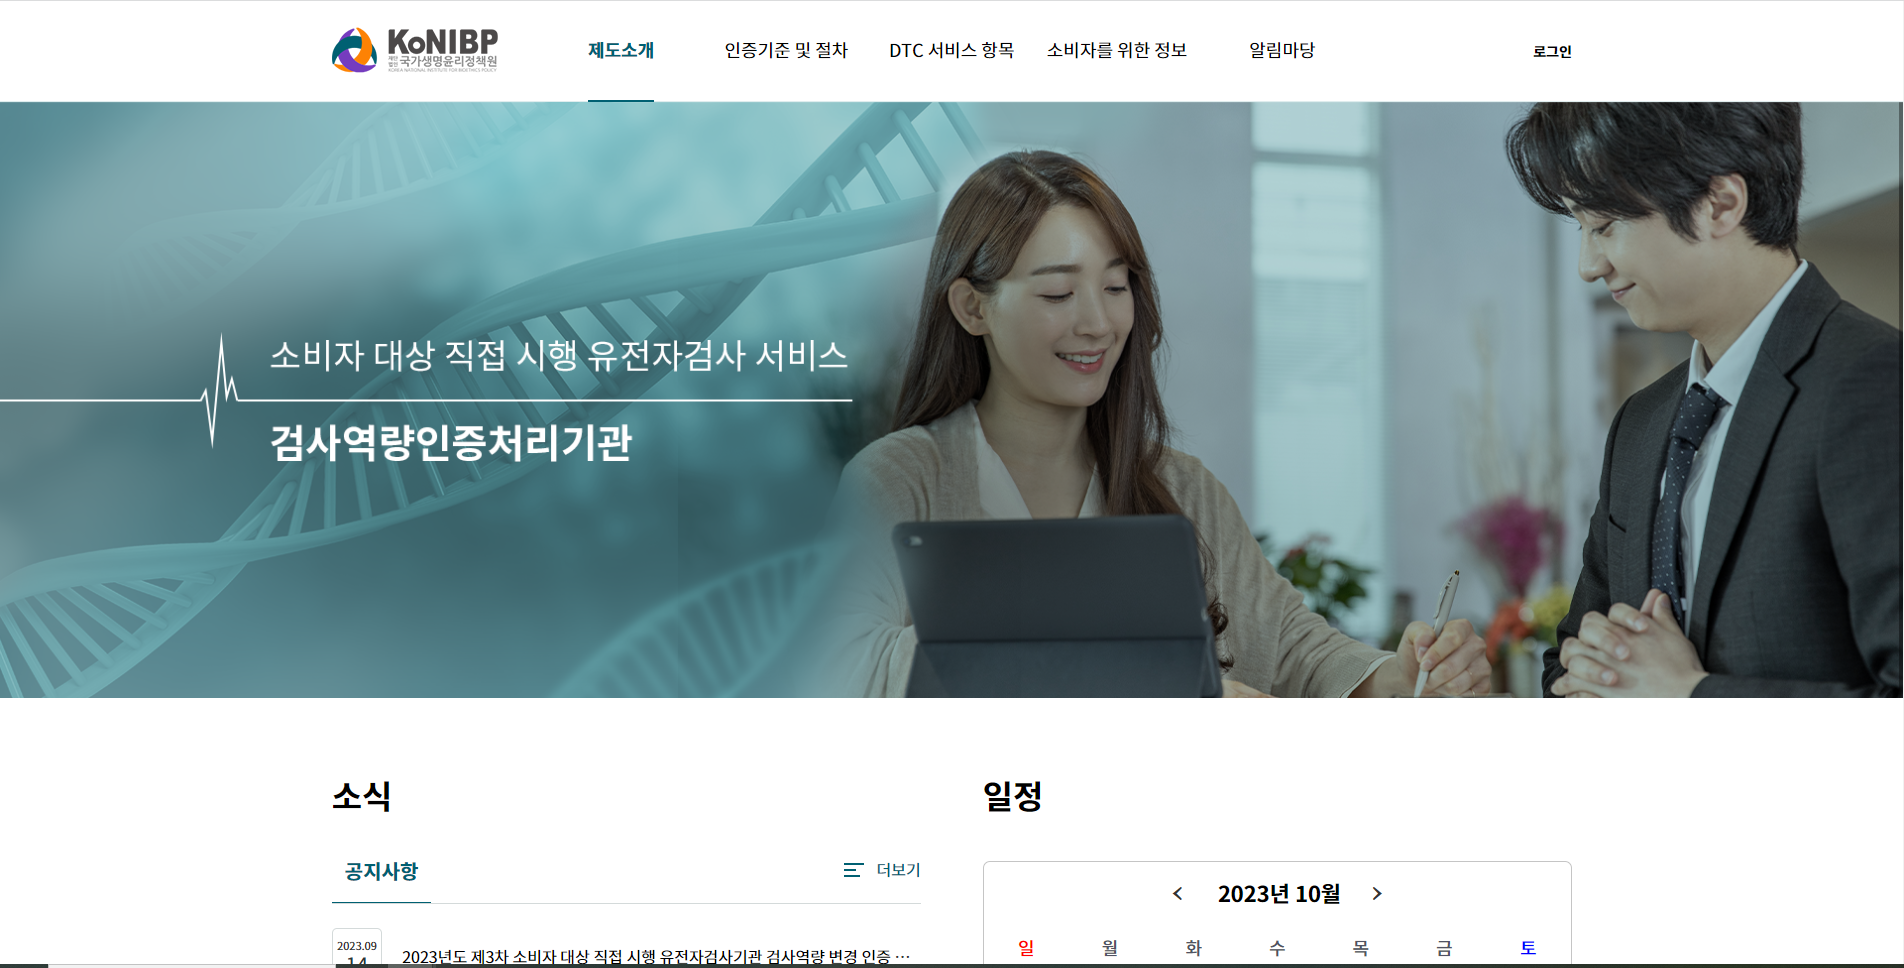 KoNIBP
재단법인 국가생명윤리정책원
KOREA NATIONAL INSTITUTE FOR BIOETHICS POLICY
제도소개
인증기준 및 절차
DTC 서비스 항목
소비자를 위한 정보
알림마당
로그인
소비자 대상 직접 시행 유전자검사 서비스
검사역량인증처리기관
소식
공지사항
더보기
2023.09
14
2023년도 제3차 소비자 대상 직접 시행 유전자검사기관 검사역량 변경 인증 …
일정
< 2023년 10월 >
일 월 화 수 목 금 토